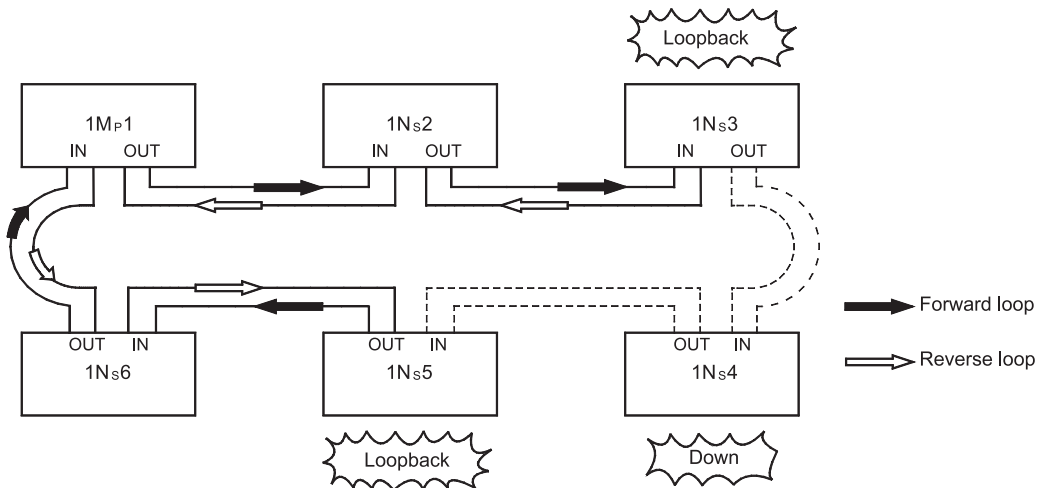 Loopback
1MP1
1NS2
1NS3
IN OUT
IN OUT
IN OUT
Forward loop
Reverse loop
OUT IN
OUT IN
OUT IN
1NS6
1NS5
1NS4
Loopback
Down